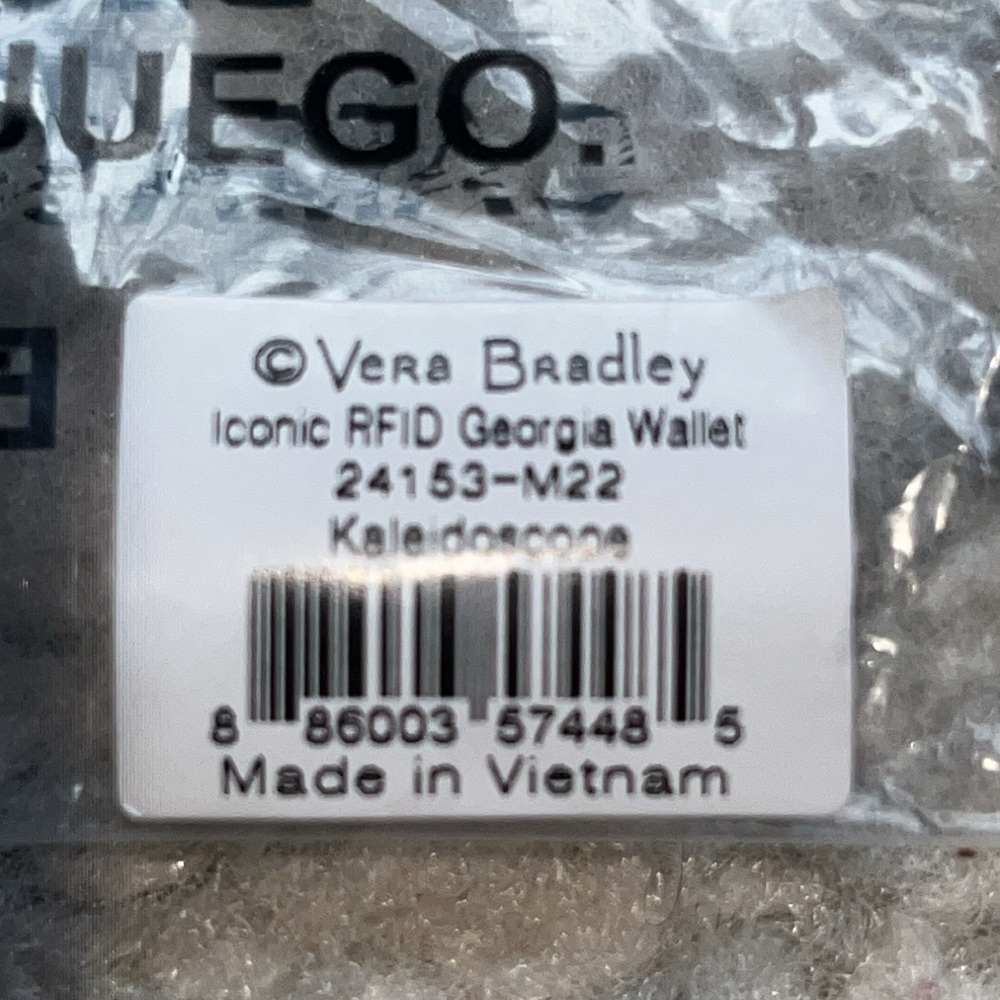 JUEGO.
© Vera Bradley
Iconic RFID Georgia Wallet
24153-M22
Kaleidoscope
8 86003 57448 5
Made in Vietnam